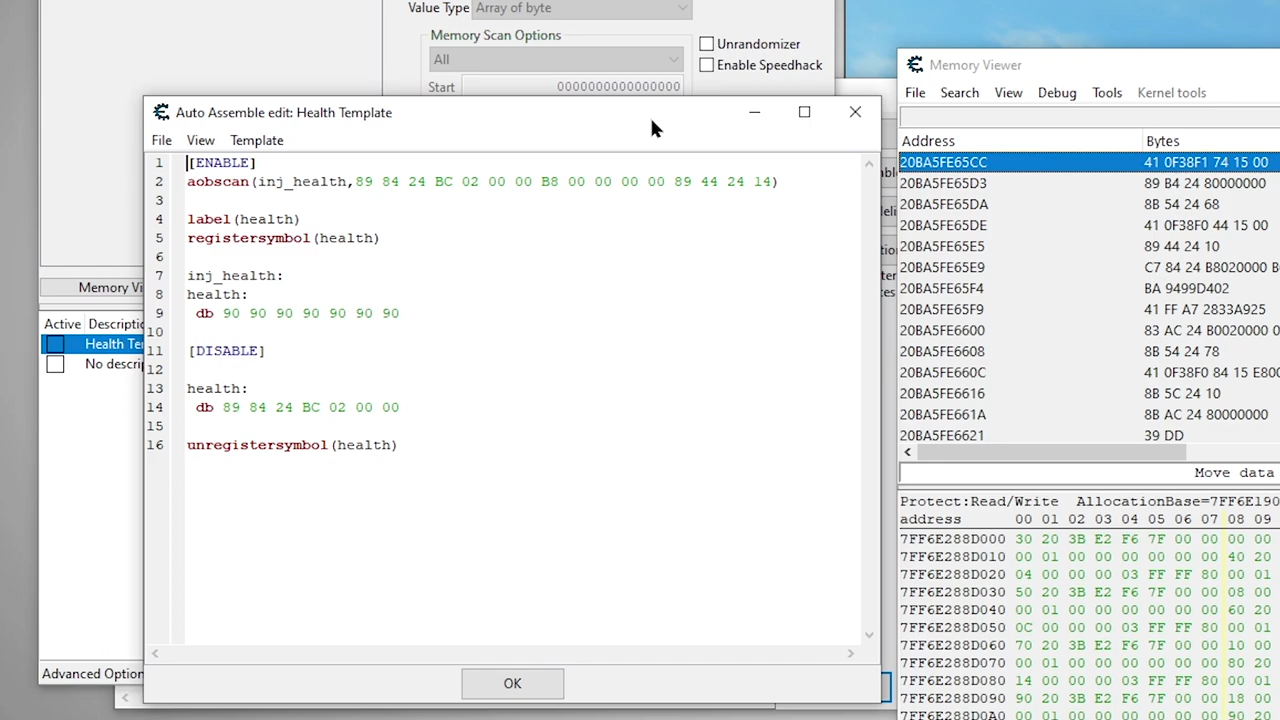 Value Type Array of byte
Memory Scan Options
All
Unrandomizer
Enable Speedhack
Start 0000000000000000
Memory Viewer
File Search View Debug Tools Kernel tools
Auto Assemble edit: Health Template
File View Template
1 [ENABLE]
2 aobscan(inj_health,89 84 24 BC 02 00 00 B8 00 00 00 00 89 44 24 14)
3
4 label(health)
5 registersymbol(health)
6
7 inj_health:
8 health:
9 db 90 90 90 90 90 90 90
10
11 [DISABLE]
12
13 health:
14 db 89 84 24 BC 02 00 00
15
16 unregistersymbol(health)
OK
Memory Vi
Active Descripti
Health Te
No descrip
Advanced Option
Address Bytes
20BA5FE65CC 41 0F38F1 74 15 00
20BA5FE65D3 89 B4 24 80000000
20BA5FE65DA 8B 54 24 68
20BA5FE65DE 41 0F38F0 44 15 00
20BA5FE65E5 89 44 24 10
20BA5FE65E9 C7 84 24 B8020000 B
20BA5FE65F4 BA 9499D402
20BA5FE65F9 41 FF A7 2833A925
20BA5FE6600 83 AC 24 B0020000 0
20BA5FE6608 8B 54 24 78
20BA5FE660C 41 0F38F0 84 15 E800
20BA5FE6616 8B 5C 24 10
20BA5FE661A 8B AC 24 80000000
20BA5FE6621 39 DD
Move data
Protect:Read/Write AllocationBase=7FF6E190
address 00 01 02 03 04 05 06 07 08 09
7FF6E288D000 30 20 3B E2 F6 7F 00 00 00 00
7FF6E288D010 00 01 00 00 00 00 00 00 40 20
7FF6E288D020 04 00 00 00 03 FF FF 80 00 01
7FF6E288D030 50 20 3B E2 F6 7F 00 00 08 00
7FF6E288D040 00 01 00 00 00 00 00 00 60 20
7FF6E288D050 0C 00 00 00 03 FF FF 80 00 01
7FF6E288D060 70 20 3B E2 F6 7F 00 00 10 00
7FF6E288D070 00 01 00 00 00 00 00 00 80 20
7FF6E288D080 14 00 00 00 03 FF FF 80 00 01
7FF6E288D090 90 20 3B E2 F6 7F 00 00 18 00
7FF6E288D0A0 00 01 00 00 00 00 00 00 90 20